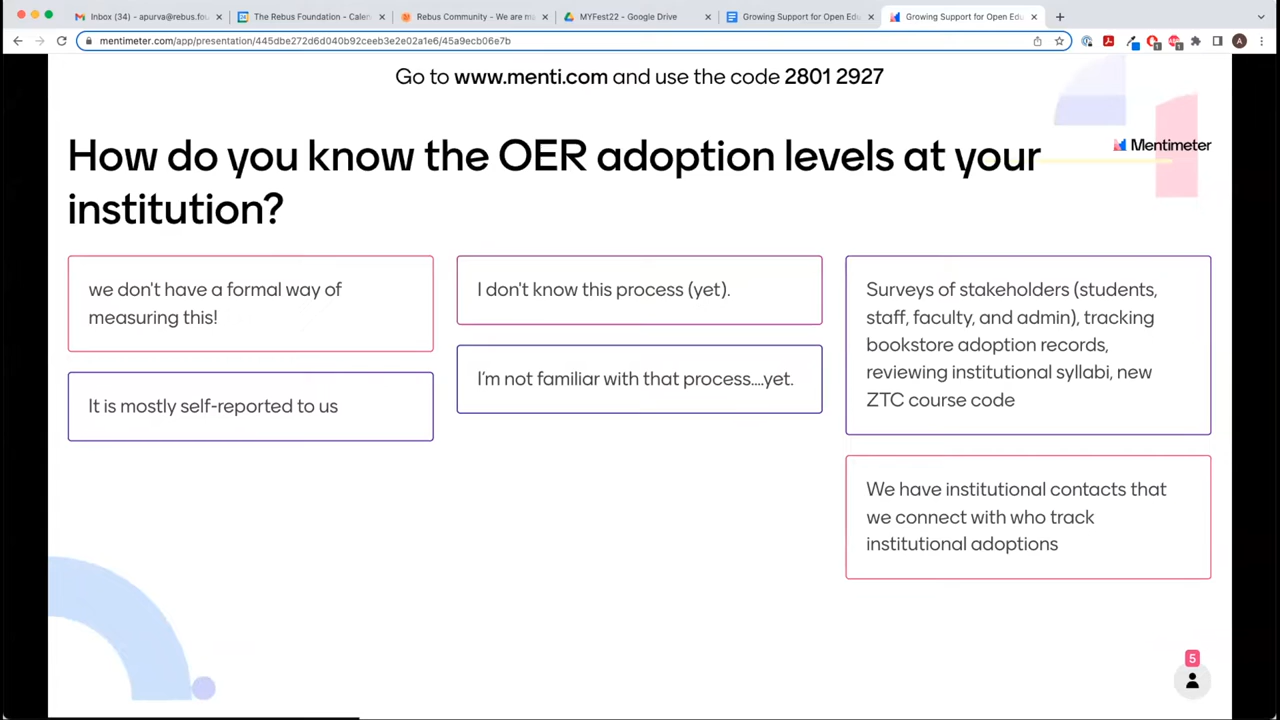 Inbox (34) - apurva@rebus.fou
The Rebus Foundation - Calen
Rebus Community - We are m
MYFest22 - Google Drive
Growing Support for Open Edu
Growing Support for Open Edu
mentimeter.com/app/presentation/445dbe272d6d040b92ceeb3e2e02a1e6/45a9ecb06e7b
Go to www.menti.com and use the code 2801 2927
Mentimeter
How do you know the OER adoption levels at your
institution?
we don't have a formal way of
measuring this!
It is mostly self-reported to us
I don't know this process (yet).
I'm not familiar with that process....yet.
Surveys of stakeholders (students,
staff, faculty, and admin), tracking
bookstore adoption records,
reviewing institutional syllabi, new
ZTC course code
We have institutional contacts that
we connect with who track
institutional adoptions
5